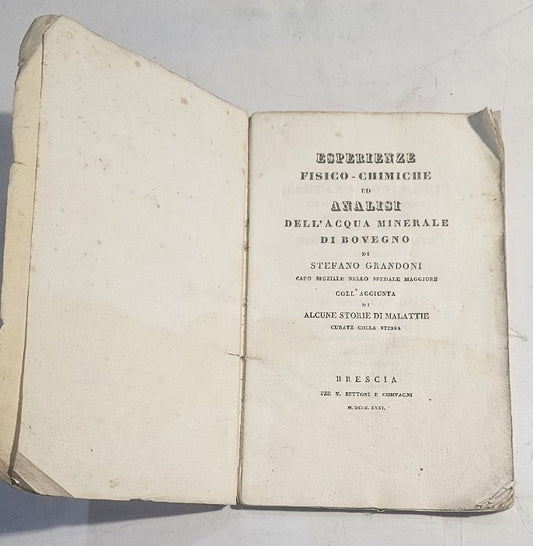 ESPERIENZE
FISICO-CHIMICHE
ED
ANALISI
DELL'ACQUA MINERALE
DI BOVEGNO
DI
STEFANO GRANDONI
CAPO SPEZIALE NELLO SPEDALE MAGGIORE
COLL'AGGIUNTA
DI
ALCUNE STORIE DI MALATTIE
CURATE COLLA STESSA
BRESCIA
PER N. BETTONI E COMPAGNI
M. DCCC. XXXI.